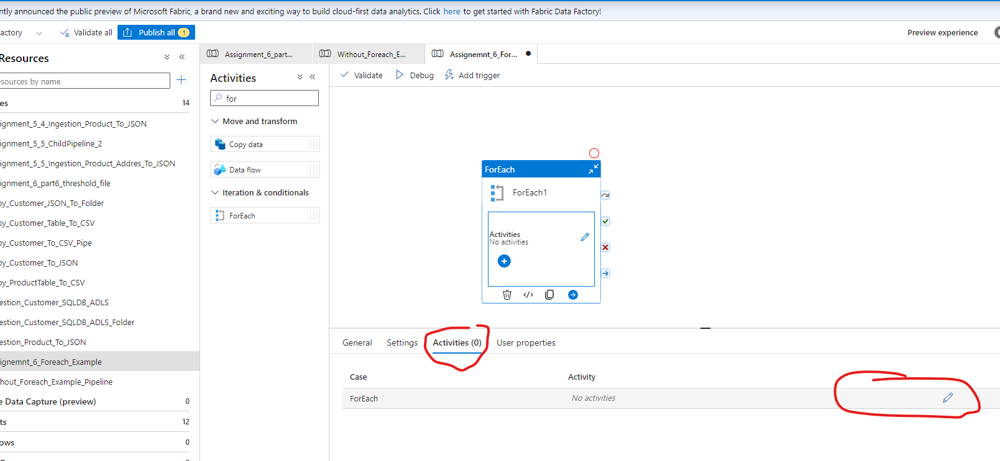 ntly announced the public preview of Microsoft Fabric, a brand new and exciting way to build cloud-first data analytics. Click here to get started with Fabric Data Factory!
actory Validate all Publish all 1 Preview experience
Resources
esources by name
es 14
ignment_5_4_Ingestion_Product_To_JSON
ignment_5_5_ChildPipeline_2
ignment_5_5_Ingestion_Product_Addres_To_JSON
ignment_6_part6_threshold_file
py_Customer_JSON_To_Folder
py_Customer_Table_To_CSV
py_Customer_To_CSV_Pipe
py_Customer_To_JSON
py_ProductTable_To_CSV
estion_Customer_SQLDB_ADLS
estion_Customer_SQLDB_ADLS_Folder
estion_Product_To_JSON
ignemnt_6_Foreach_Example
hout_Foreach_Example_Pipeline
e Data Capture (preview) 0
ts 12
ows 0
Assignment_6_part... Without_Foreach_E... Assignemnt_6_For...
Activities
for
Move and transform
Copy data
Data flow
Iteration & conditionals
ForEach
Validate Debug Add trigger
ForEach
ForEach1
Activities
No activities
General Settings Activities (0) User properties
Case Activity
ForEach No activities